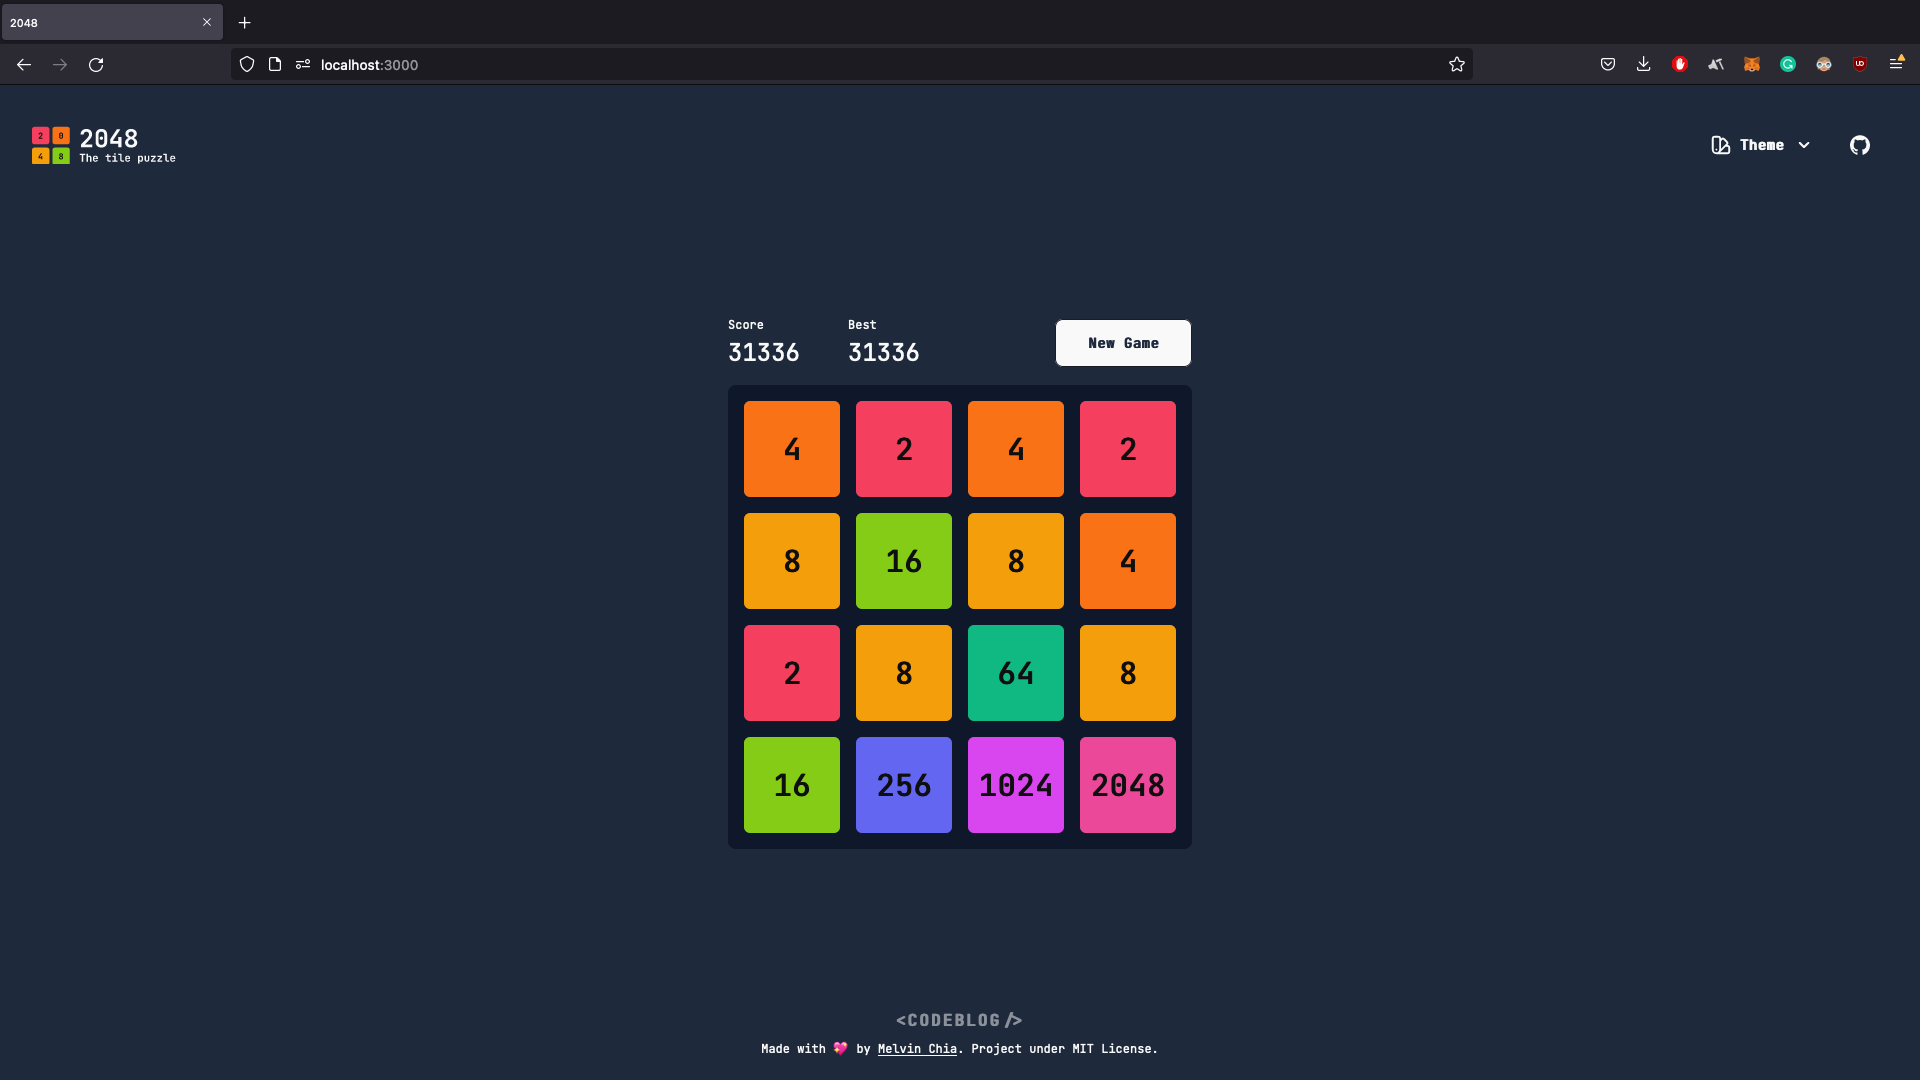 2048
localhost:3000
2 0
4 8
2048
The tile puzzle
Theme
Score
31336
Best
31336
New Game
4 2 4 2
8 16 8 4
2 8 64 8
16 256 1024 2048
<CODEBLOG/>
Made with 💖 by Melvin Chia. Project under MIT License.